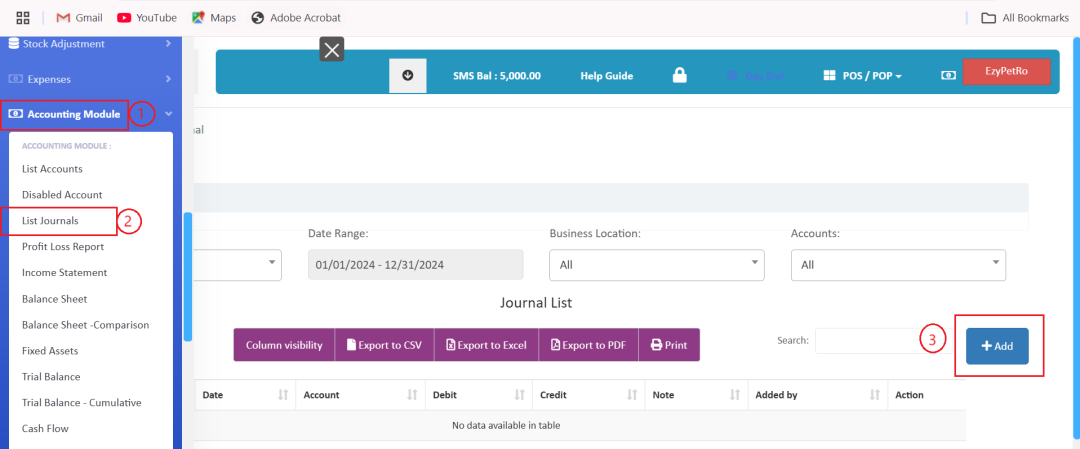 Gmail
YouTube
Maps
Adobe Acrobat
All Bookmarks
Stock Adjustment
SMS Bal : 5,000.00
Help Guide
POS / POP
EzyPetRo
Expenses
Accounting Module
1
ACCOUNTING MODULE :
List Accounts
Disabled Account
List Journals
2
Profit Loss Report
Income Statement
Balance Sheet
Balance Sheet -Comparison
Fixed Assets
Trial Balance
Trial Balance - Cumulative
Cash Flow
nal
Date Range:
Business Location:
Accounts:
01/01/2024 - 12/31/2024
All
All
Journal List
Column visibility
Export to CSV
Export to Excel
Export to PDF
Print
Search:
3
Add
Date
Account
Debit
Credit
Note
Added by
Action
No data available in table